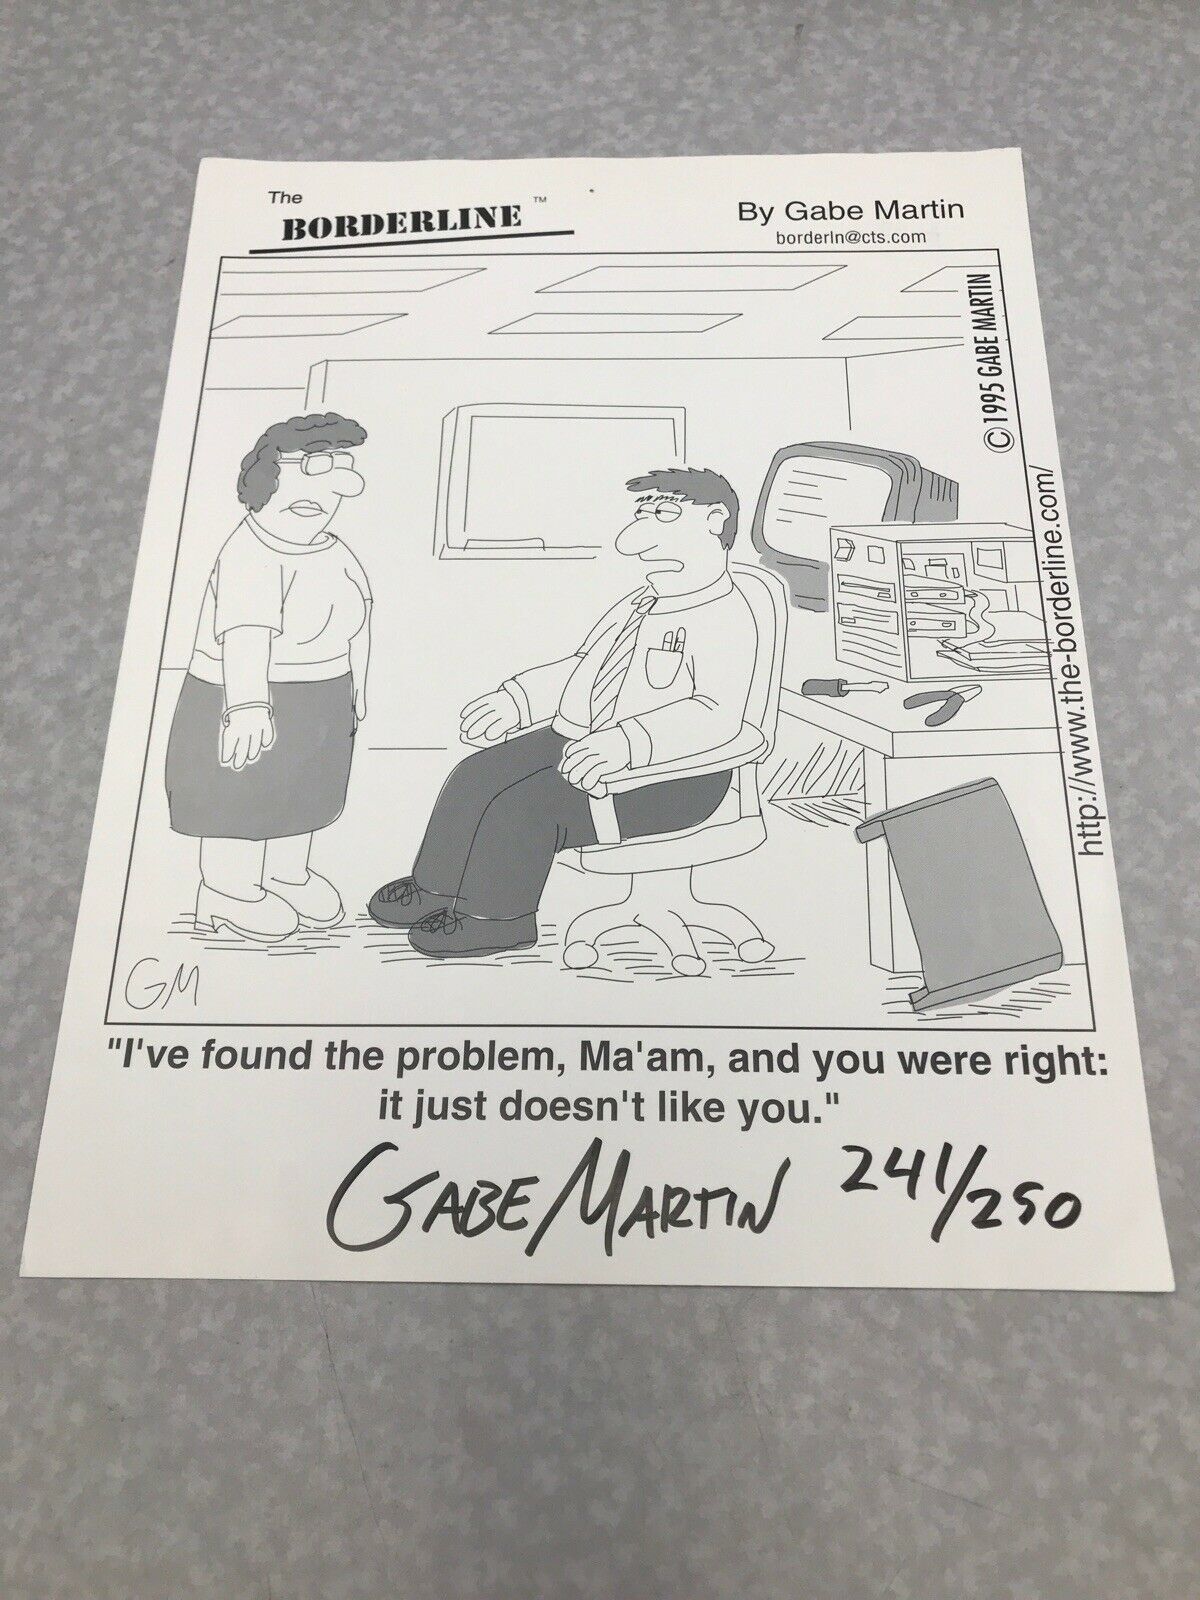 The
BORDERLINE™
By Gabe Martin
borderln@cts.com
©1995 GABE MARTIN
http://www.the-borderline.com/
GM
"I've found the problem, Ma'am, and you were right:
it just doesn't like you."
GABE MARTIN 241/250